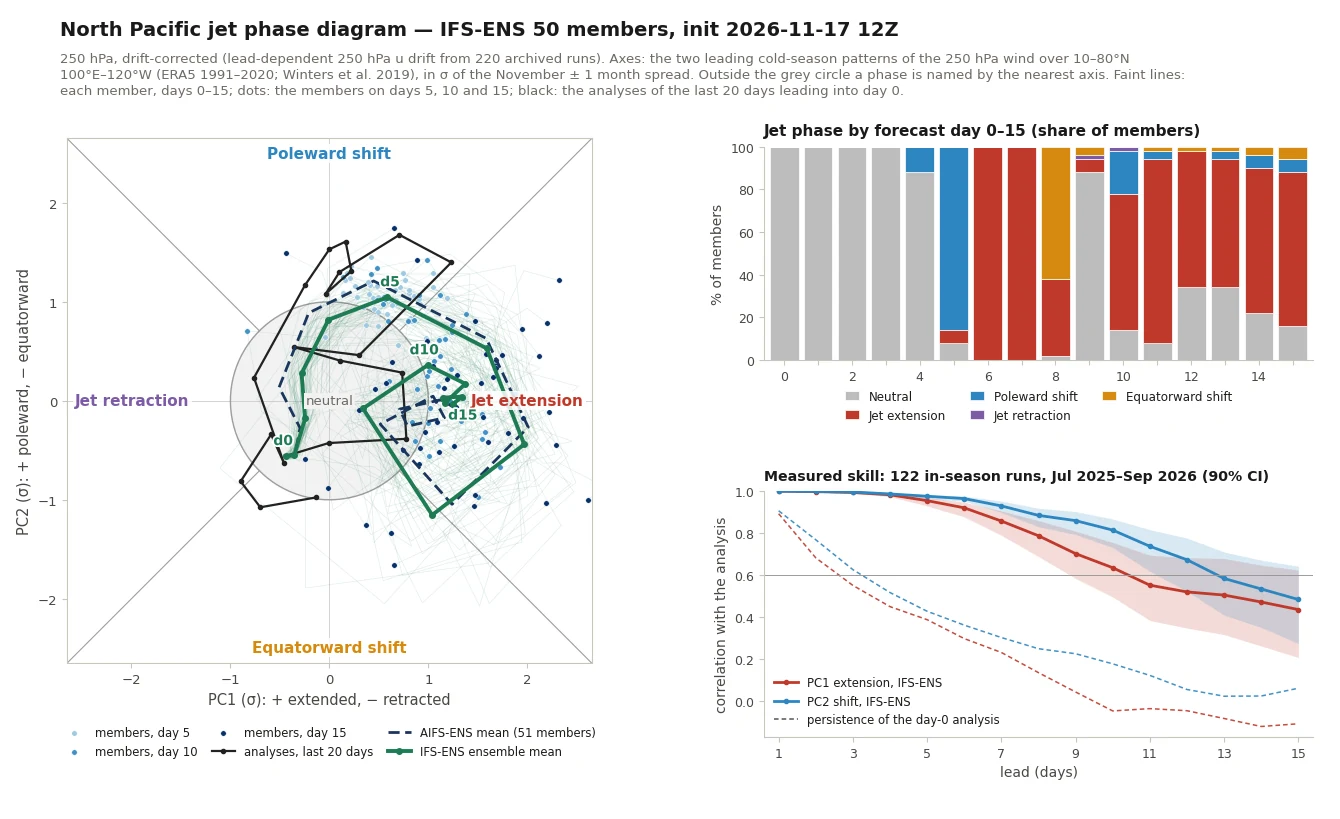 North Pacific jet phase diagram — IFS-ENS 50 members, init 2026-11-17 12Z
250 hPa, drift-corrected (lead-dependent 250 hPa u drift from 220 archived runs). Axes: the two leading cold-season patterns of the 250 hPa wind over 10–80°N
100°E–120°W (ERA5 1991–2020; Winters et al. 2019), in σ of the November ± 1 month spread. Outside the grey circle a phase is named by the nearest axis. Faint lines:
each member, days 0–15; dots: the members on days 5, 10 and 15; black: the analyses of the last 20 days leading into day 0.
Poleward shift
Jet retraction
neutral
Jet extension
Equatorward shift
d0
d5
d10
d15
2
1
0
−1
−2
−2 −1 0 1 2
PC2 (σ): + poleward, − equatorward
PC1 (σ): + extended, − retracted
members, day 5
members, day 10
members, day 15
analyses, last 20 days
AIFS-ENS mean (51 members)
IFS-ENS ensemble mean
Jet phase by forecast day 0–15 (share of members)
% of members
100
80
60
40
20
0
0 2 4 6 8 10 12 14
Neutral
Jet extension
Poleward shift
Jet retraction
Equatorward shift
Measured skill: 122 in-season runs, Jul 2025–Sep 2026 (90% CI)
correlation with the analysis
1.0
0.8
0.6
0.4
0.2
0.0
PC1 extension, IFS-ENS
PC2 shift, IFS-ENS
persistence of the day-0 analysis
1 3 5 7 9 11 13 15
lead (days)